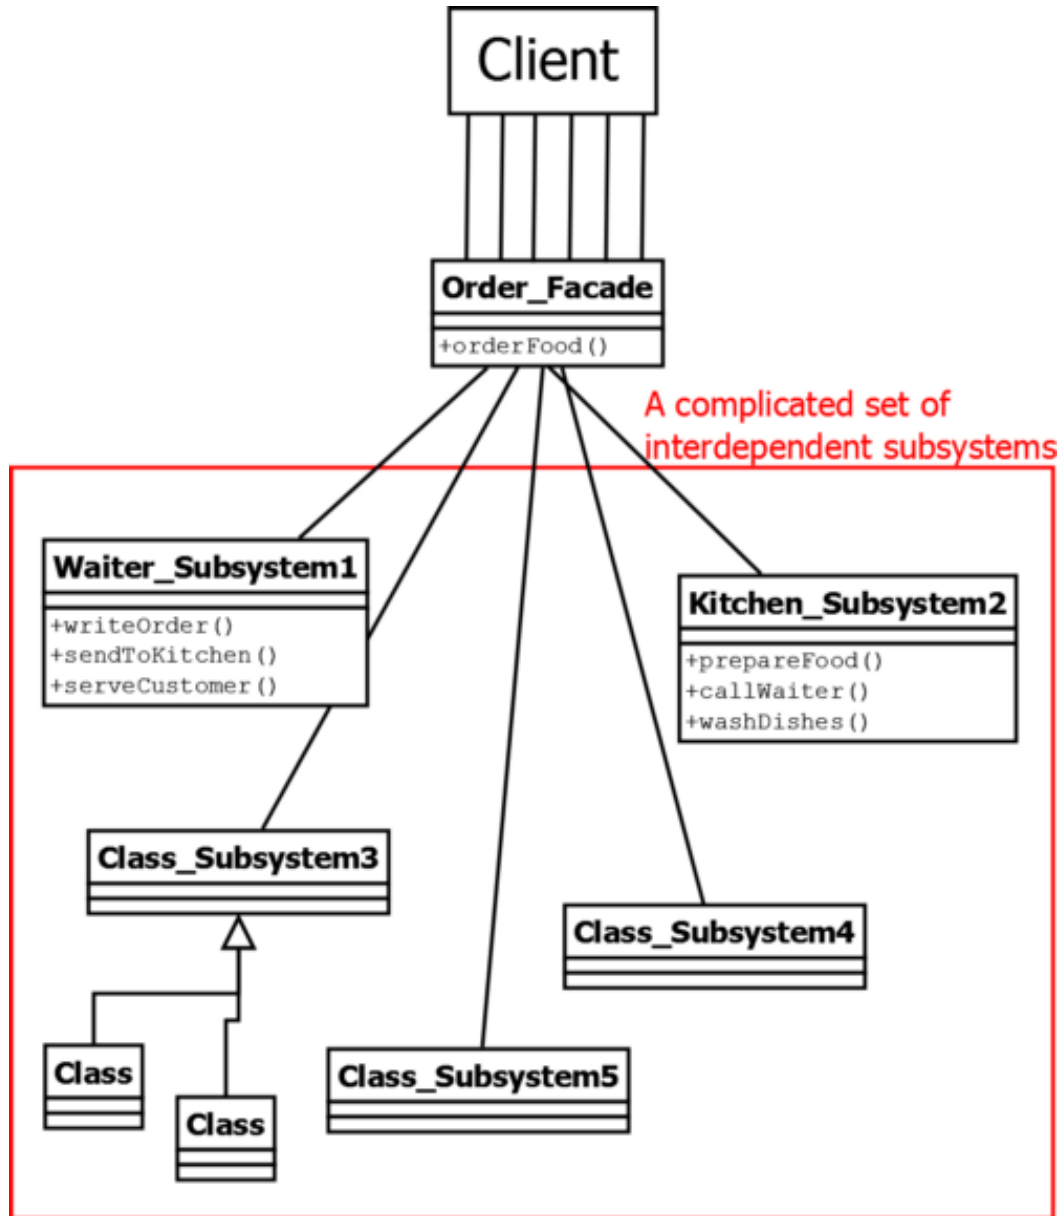 Client
Order_Facade
+orderFood()
A complicated set of
interdependent subsystems
Waiter_Subsystem1
+writeOrder()
+sendToKitchen()
+serveCustomer()
Kitchen_Subsystem2
+prepareFood()
+callWaiter()
+washDishes()
Class_Subsystem3
Class_Subsystem4
Class
Class_Subsystem5
Class